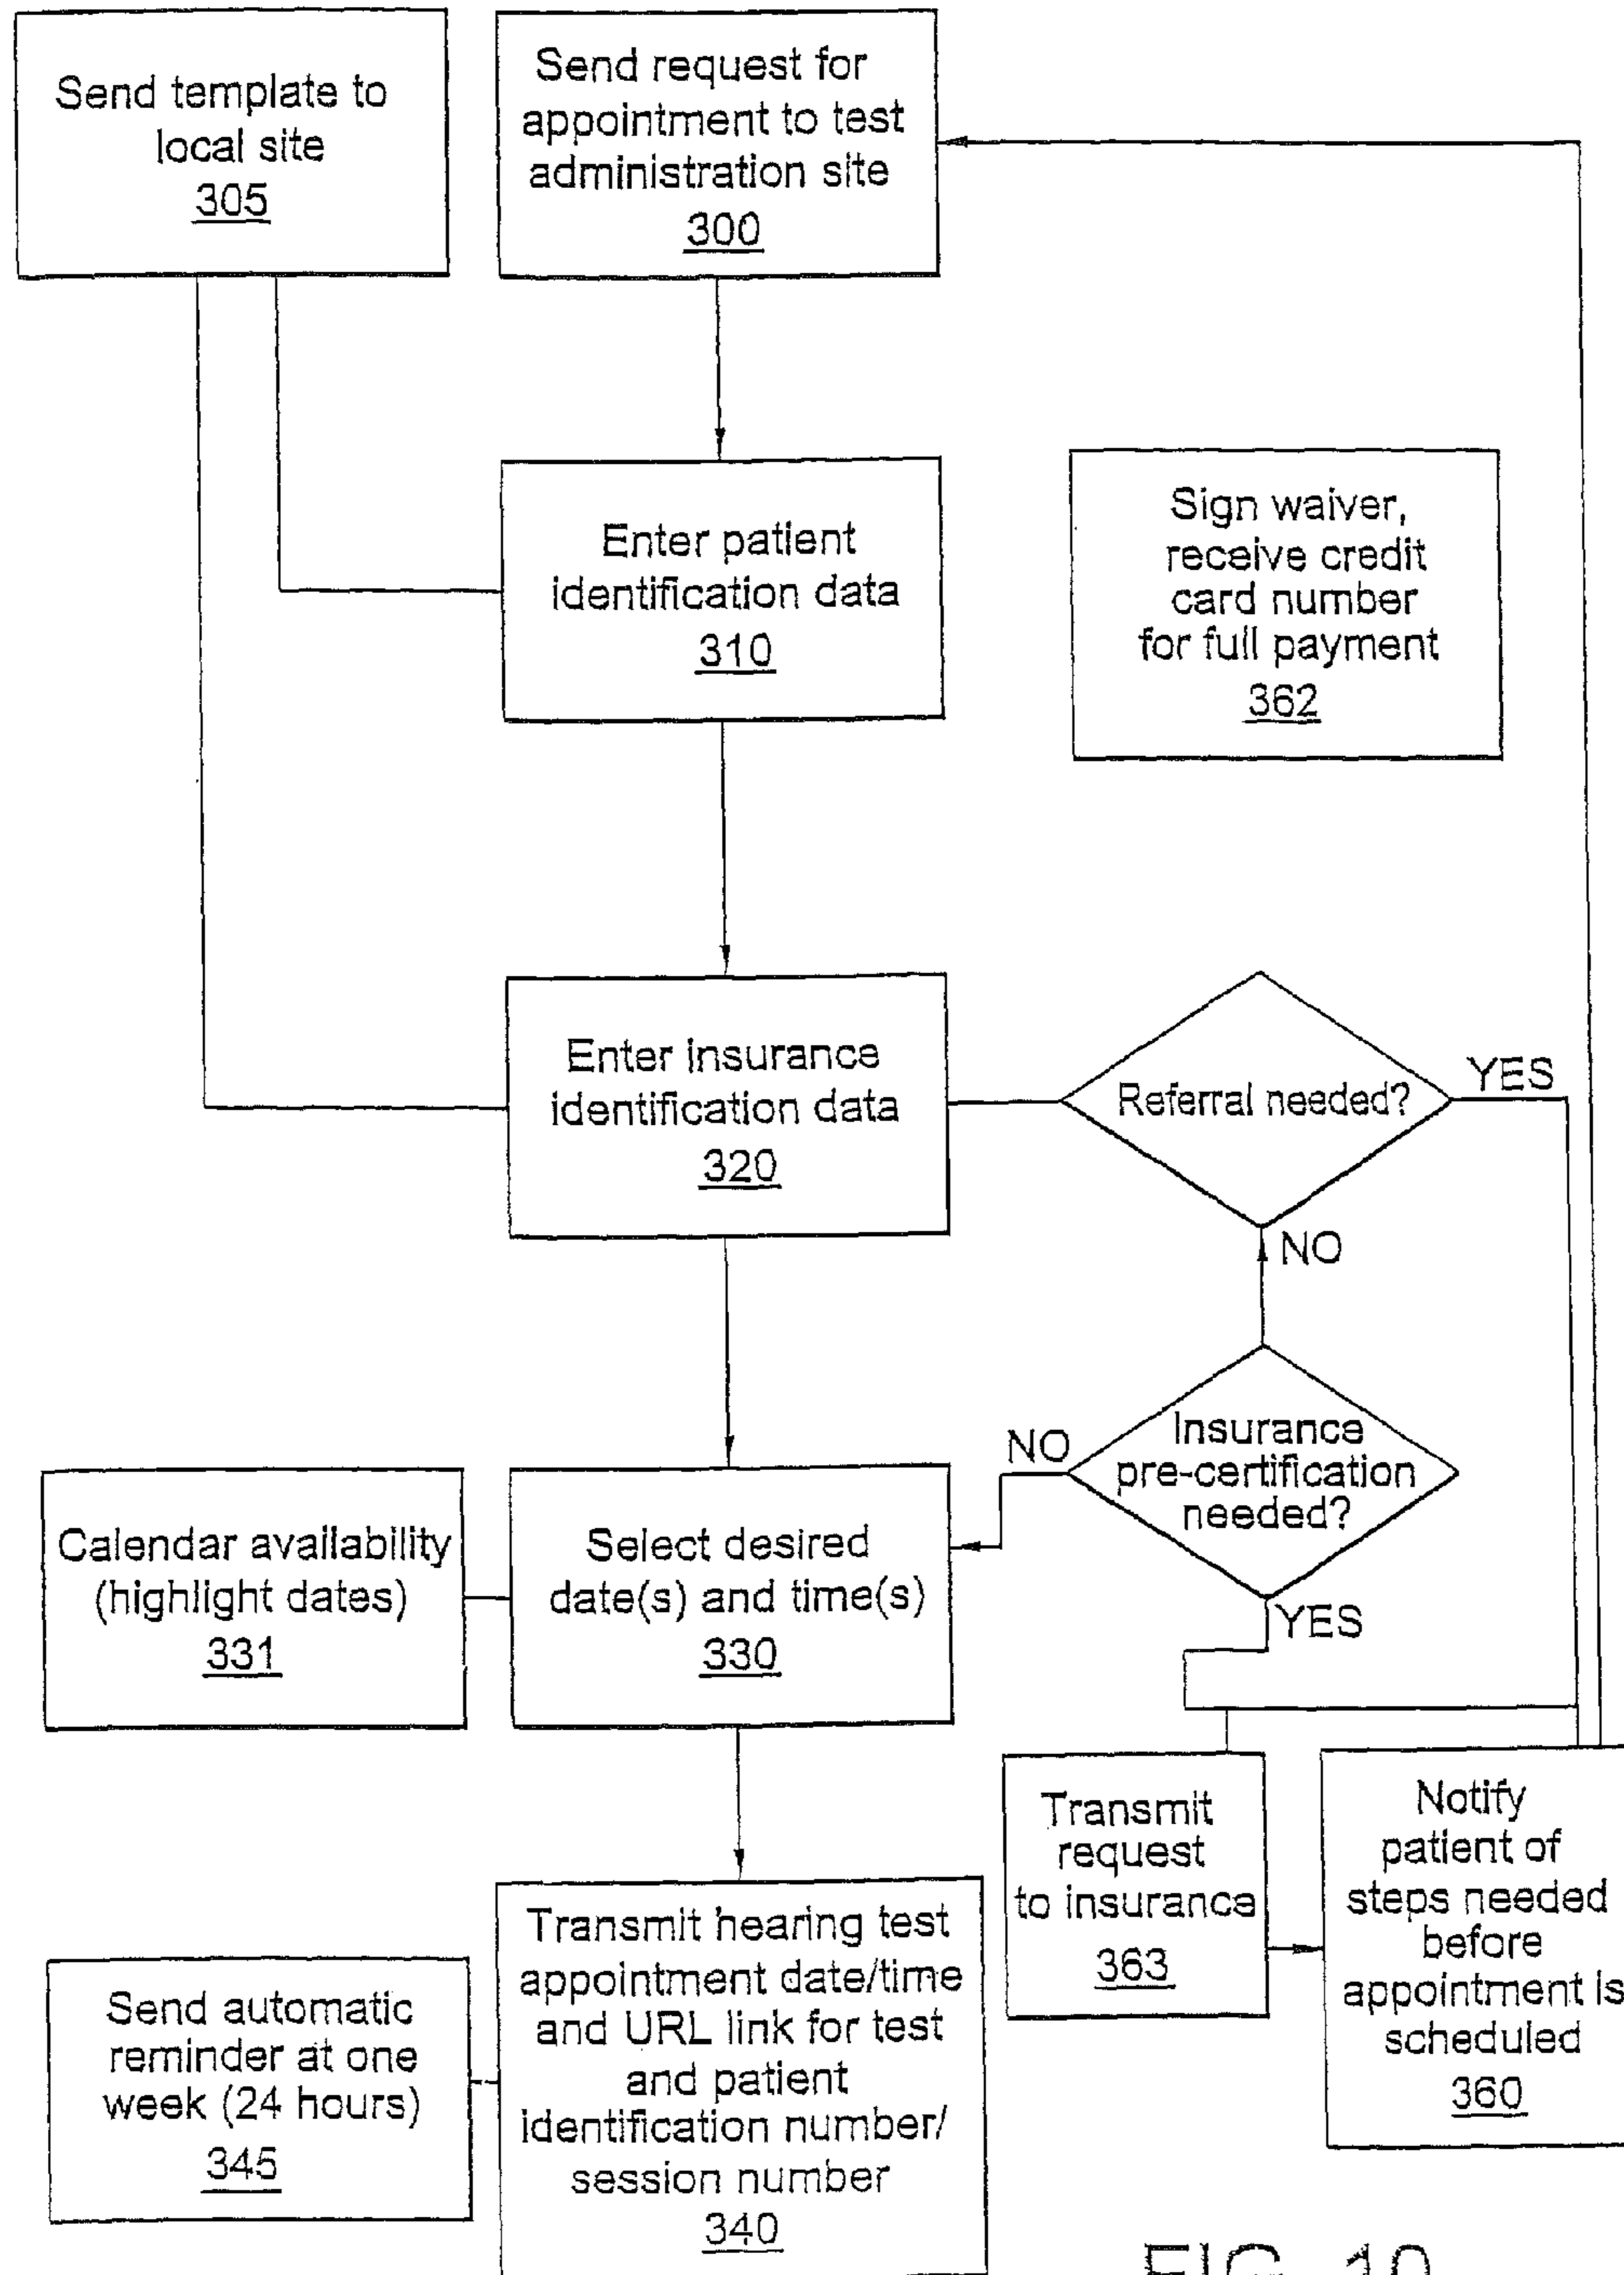 Send template to
local site
305
Send request for
appointment to test
administration site
300
Enter patient
identification data
310
Sign waiver,
receive credit
card number
for full payment
362
Enter insurance
identification data
320
Referral needed?
YES
NO
Insurance
pre-certification
needed?
NO
YES
Calendar availability
(highlight dates)
331
Select desired
date(s) and time(s)
330
Transmit
request
to insurance
363
Notify
patient of
steps needed
before
appointment is
scheduled
360
Send automatic
reminder at one
week (24 hours)
345
Transmit hearing test
appointment date/time
and URL link for test
and patient
identification number/
session number
340
FIG. 10